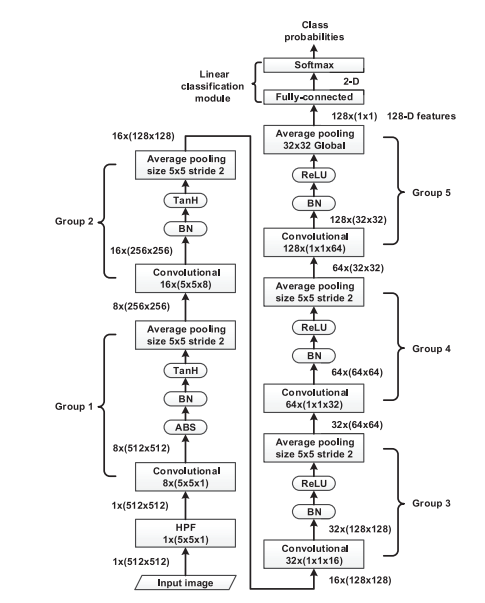 Class
probabilities
Softmax
Linear
classification
module
2-D
Fully-connected
128x(1x1) 128-D features
Average pooling
32x32 Global
ReLU
BN
128x(32x32)
Convolutional
128x(1x1x64)
Group 5
64x(32x32)
Average pooling
size 5x5 stride 2
ReLU
BN
64x(64x64)
Convolutional
64x(1x1x32)
Group 4
32x(64x64)
Average pooling
size 5x5 stride 2
ReLU
BN
32x(128x128)
Convolutional
32x(1x1x16)
Group 3
16x(128x128)
16x(128x128)
Average pooling
size 5x5 stride 2
TanH
BN
Group 2
16x(256x256)
Convolutional
16x(5x5x8)
8x(256x256)
Average pooling
size 5x5 stride 2
TanH
BN
ABS
Group 1
8x(512x512)
Convolutional
8x(5x5x1)
1x(512x512)
HPF
1x(5x5x1)
1x(512x512)
Input image